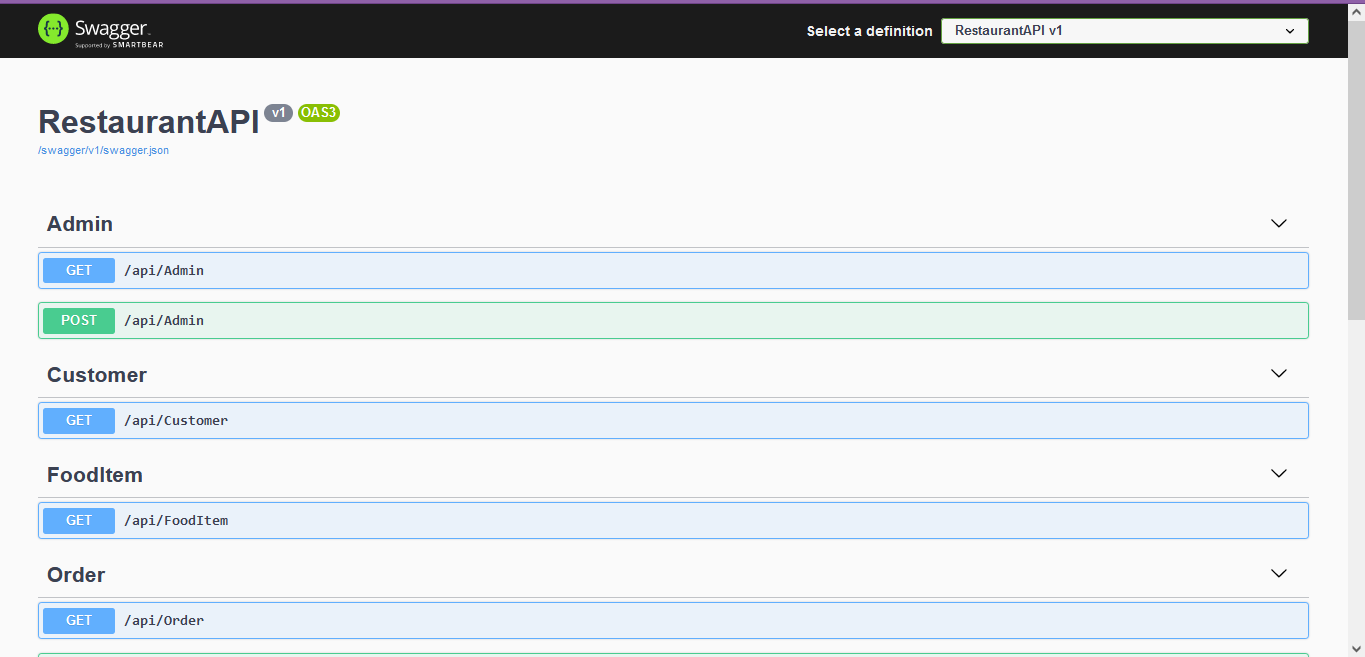 Swagger
Supported by SMARTBEAR
Select a definition
RestaurantAPI v1
RestaurantAPI v1 OAS3
/swagger/v1/swagger.json
Admin
GET /api/Admin
POST /api/Admin
Customer
GET /api/Customer
FoodItem
GET /api/FoodItem
Order
GET /api/Order